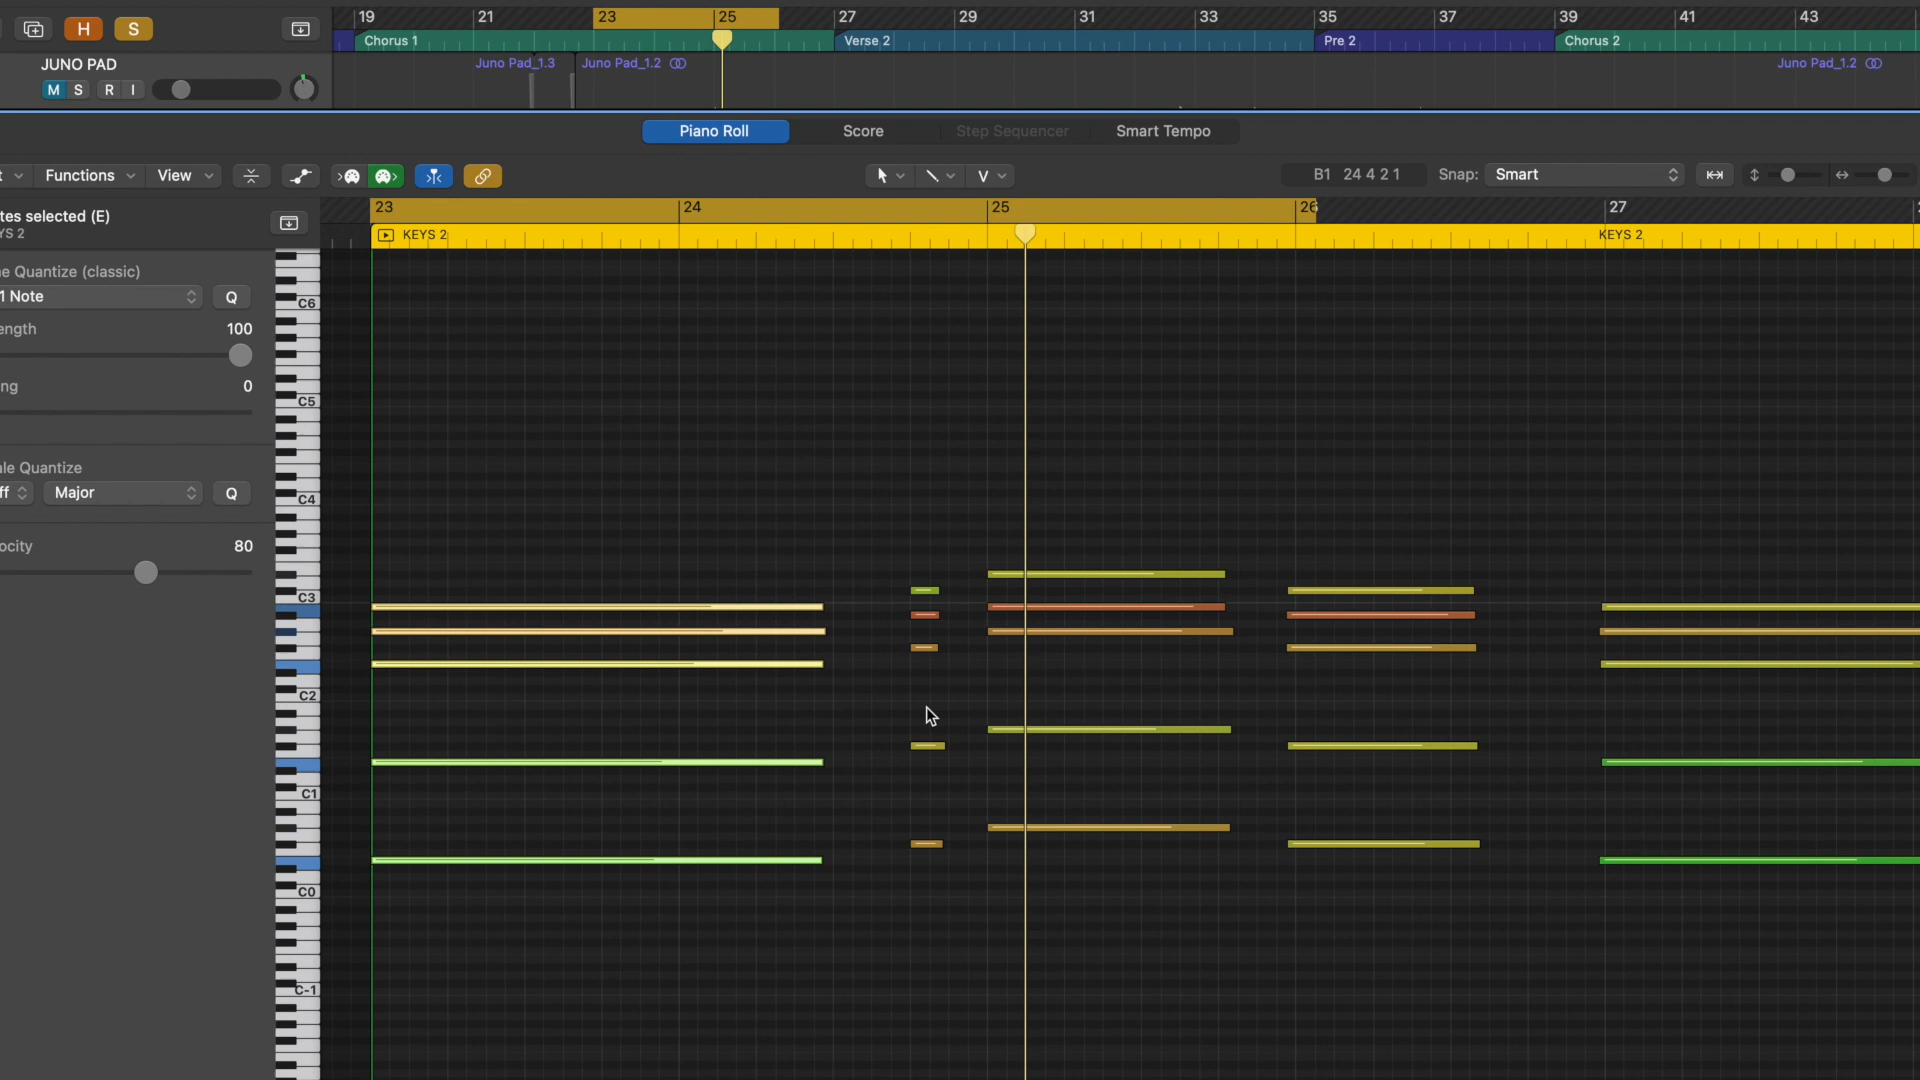 19 21 23 25 27 29 31 33 35 37 39 41 43
H S
Chorus 1 Verse 2 Pre 2 Chorus 2
JUNO PAD
Juno Pad_1.3 Juno Pad_1.2 Juno Pad_1.2
M S R I
Piano Roll Score Step Sequencer Smart Tempo
t Functions View B1 24 4 2 1 Snap: Smart
tes selected (E)
YS 2
23 24 25 26 27
KEYS 2 KEYS 2
e Quantize (classic)
1 Note Q
ength 100
ng 0
ale Quantize
ff Major Q
ocity 80
C6
C5
C4
C3
C2
C1
C0
C-1